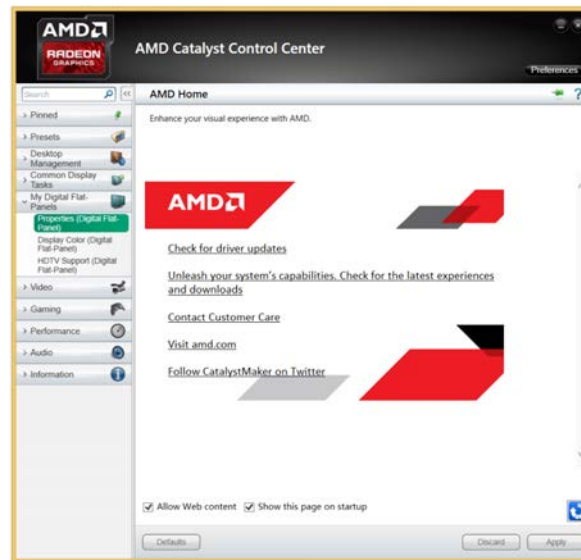 AMD
RADEON
GRAPHICS
AMD Catalyst Control Center
Preferences
Search
AMD Home
Pinned
Presets
Desktop
Management
Common Display
Tasks
My Digital Flat-
Panels
Properties (Digital Flat-
Panel)
Display Color (Digital
Flat-Panel)
HDTV Support (Digital
Flat-Panel)
Video
Gaming
Performance
Audio
Information
Enhance your visual experience with AMD.
AMD
Check for driver updates
Unleash your system's capabilities. Check for the latest experiences
and downloads
Contact Customer Care
Visit amd.com
Follow CatalystMaker on Twitter
Allow Web content Show this page on startup
Defaults Discard Apply